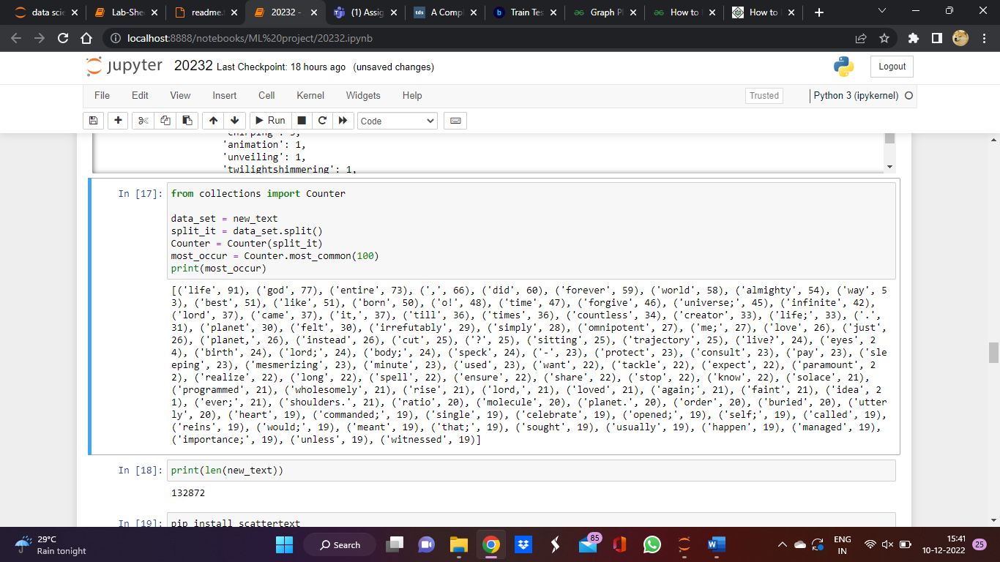 data scie
Lab-Shee
readme.
20232 -
(1) Assig
tds A Compl
b Train Tes
Graph Pl
How to
How to
localhost:8888/notebooks/ML%20project/20232.ipynb
jupyter 20232 Last Checkpoint: 18 hours ago (unsaved changes)
Logout
File Edit View Insert Cell Kernel Widgets Help
Trusted Python 3 (ipykernel)
Run Code
'chirping': 3,
'animation': 1,
'unveiling': 1,
'twilightshimmering': 1,
In [17]: from collections import Counter
data_set = new_text
split_it = data_set.split()
Counter = Counter(split_it)
most_occur = Counter.most_common(100)
print(most_occur)
[('life', 91), ('god', 77), ('entire', 73), (',', 66), ('did', 60), ('forever', 59), ('world', 58), ('almighty', 54), ('way', 5
3), ('best', 51), ('like', 51), ('born', 50), ('o!', 48), ('time', 47), ('forgive', 46), ('universe;', 45), ('infinite', 42),
('lord', 37), ('came', 37), ('it,', 37), ('till', 36), ('times', 36), ('countless', 34), ('creator', 33), ('life;', 33), ('.',
31), ('planet', 30), ('felt', 30), ('irrefutably', 29), ('simply', 28), ('omnipotent', 27), ('me;', 27), ('love', 26), ('just',
26), ('planet,', 26), ('instead', 26), ('cut', 25), ('?', 25), ('sitting', 25), ('trajectory', 25), ('live?', 24), ('eyes', 2
4), ('birth', 24), ('lord;', 24), ('body;', 24), ('speck', 24), ('-', 23), ('protect', 23), ('consult', 23), ('pay', 23), ('sle
eping', 23), ('mesmerizing', 23), ('minute', 23), ('used', 23), ('want', 22), ('tackle', 22), ('expect', 22), ('paramount', 2
2), ('realize', 22), ('long', 22), ('spell', 22), ('ensure', 22), ('share', 22), ('stop', 22), ('know', 22), ('solace', 21),
('programmed', 21), ('wholesomely', 21), ('rise', 21), ('lord,', 21), ('loved', 21), ('again;', 21), ('faint', 21), ('idea', 2
1), ('ever;', 21), ('shoulders.', 21), ('ratio', 20), ('molecule', 20), ('planet.', 20), ('order', 20), ('buried', 20), ('utter
ly', 20), ('heart', 19), ('commanded;', 19), ('single', 19), ('celebrate', 19), ('opened;', 19), ('self;', 19), ('called', 19),
('reins', 19), ('would;', 19), ('meant', 19), ('that;', 19), ('sought', 19), ('usually', 19), ('happen', 19), ('managed', 19),
('importance;', 19), ('unless', 19), ('witnessed', 19)]
In [18]: print(len(new_text))
132872
In [19]: pip install scattertext
29°C
Rain tonight
Search
85
ENG
IN
15:41
10-12-2022
25